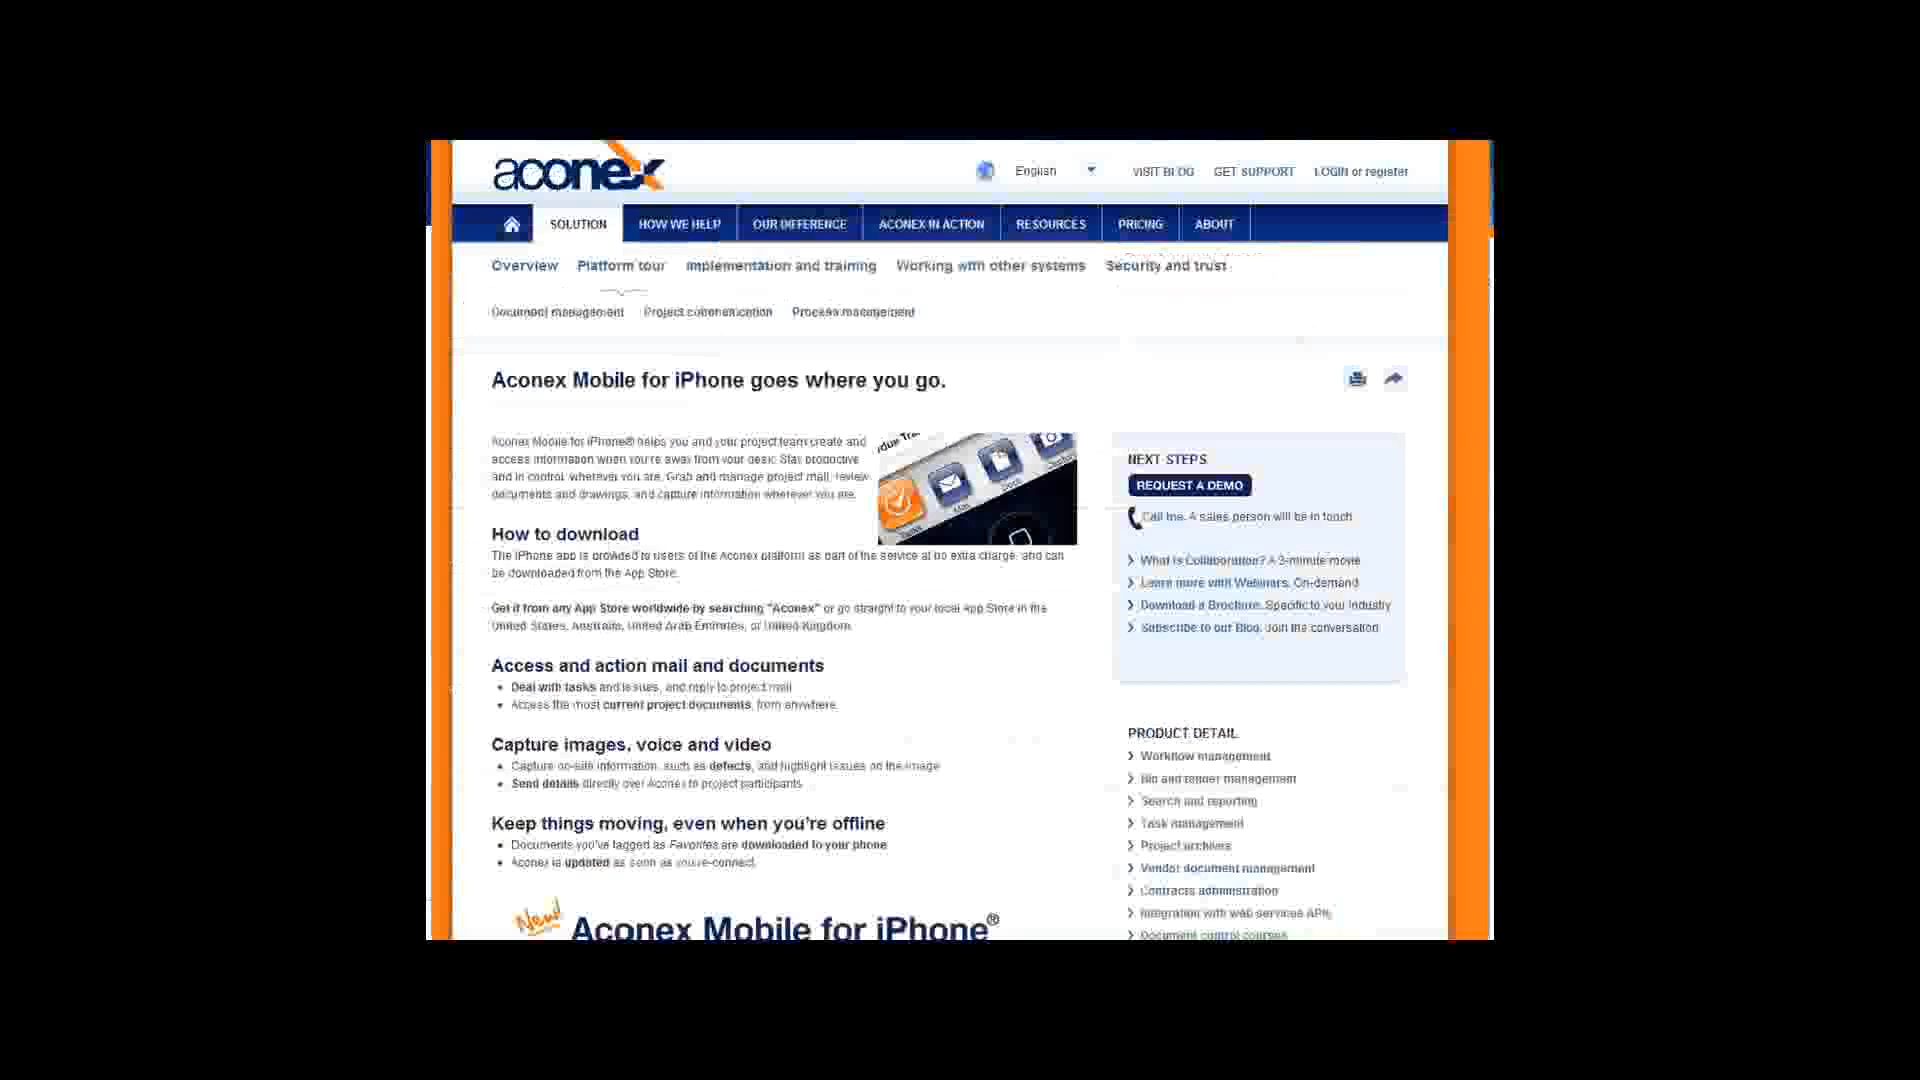 aconex
English
VISIT BLOG GET SUPPORT LOGIN or register
SOLUTION HOW WE HELP OUR DIFFERENCE ACONEX IN ACTION RESOURCES PRICING ABOUT
Overview Platform tour Implementation and training Working with other systems Security and trust
Document management Project communication Process management
Aconex Mobile for iPhone goes where you go.
Aconex Mobile for iPhone® helps you and your project team create and
access information when you're away from your desk. Stay productive
and in control, wherever you are. Grab and manage project mail, review
documents and drawings, and capture information wherever you are.
Tasks Mail Docs
How to download
The iPhone app is provided to users of the Aconex platform as part of the service at no extra charge, and can
be downloaded from the App Store.
Get it from any App Store worldwide by searching "Aconex" or go straight to your local App Store in the
United States, Australia, United Arab Emirates, or United Kingdom.
Access and action mail and documents
• Deal with tasks and issues, and reply to project mail
• Access the most current project documents, from anywhere
Capture images, voice and video
• Capture on-site information, such as defects, and highlight issues on the image
• Send details directly over Aconex to project participants
Keep things moving, even when you're offline
• Documents you've tagged as Favorites are downloaded to your phone
• Aconex is updated as soon as you re-connect
New!
Aconex Mobile for iPhone®
NEXT STEPS
REQUEST A DEMO
Call me. A sales person will be in touch
What is Collaboration? A 3-minute movie
Learn more with Webinars. On-demand
Download a Brochure. Specific to your industry
Subscribe to our Blog. Join the conversation
PRODUCT DETAIL
Workflow management
Bid and tender management
Search and reporting
Task management
Project archives
Vendor document management
Contracts administration
Integration with web services APIs
Document control courses